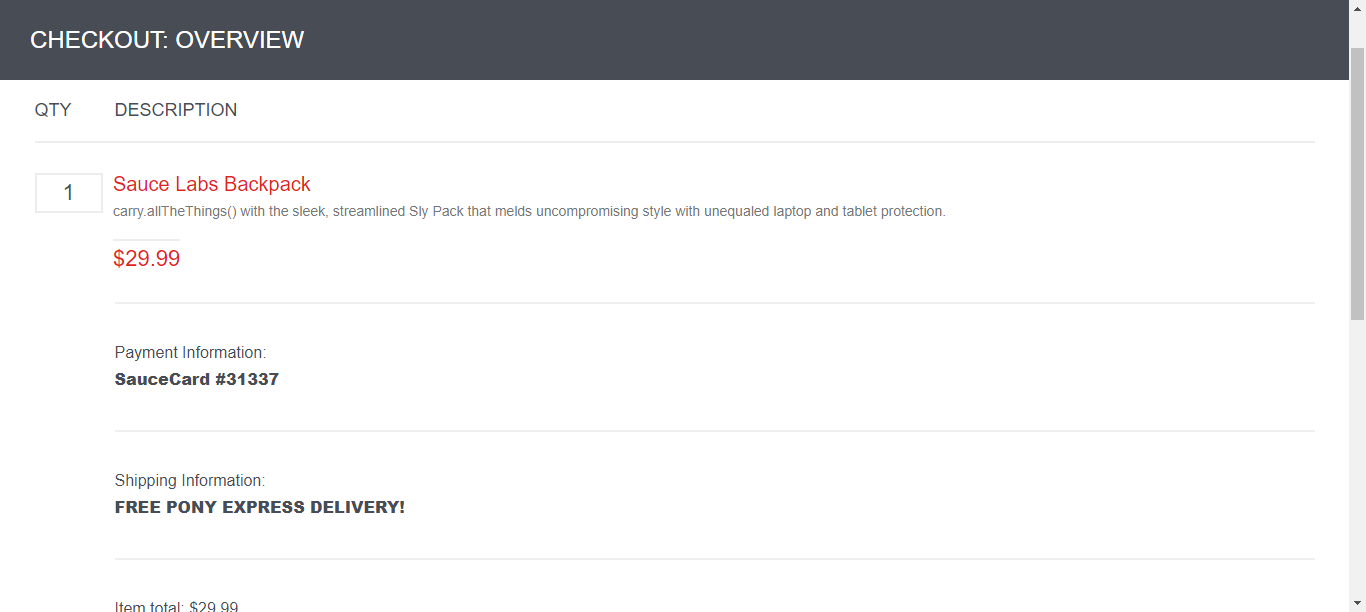 CHECKOUT: OVERVIEW
QTY DESCRIPTION
1 Sauce Labs Backpack
carry.allTheThings() with the sleek, streamlined Sly Pack that melds uncompromising style with unequaled laptop and tablet protection.
$29.99
Payment Information:
SauceCard #31337
Shipping Information:
FREE PONY EXPRESS DELIVERY!
Item total: $29.99